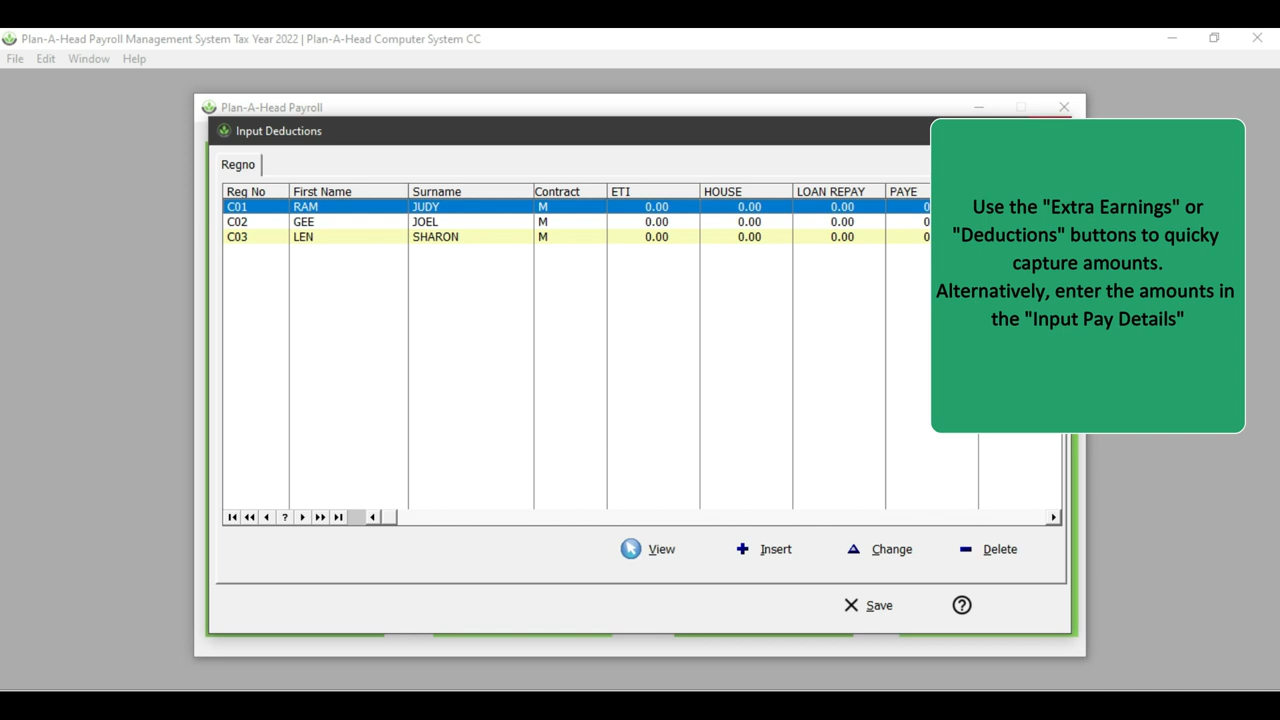 Plan-A-Head Payroll Management System Tax Year 2022 | Plan-A-Head Computer System CC
File Edit Window Help
Plan-A-Head Payroll
Input Deductions
Regno
Reg No First Name Surname Contract ETI HOUSE LOAN REPAY PAYE
C01 RAM JUDY M 0.00 0.00 0.00
C02 GEE JOEL M 0.00 0.00 0.00
C03 LEN SHARON M 0.00 0.00 0.00
Use the "Extra Earnings" or
"Deductions" buttons to quicky
capture amounts.
Alternatively, enter the amounts in
the "Input Pay Details"
View Insert Change Delete
Save